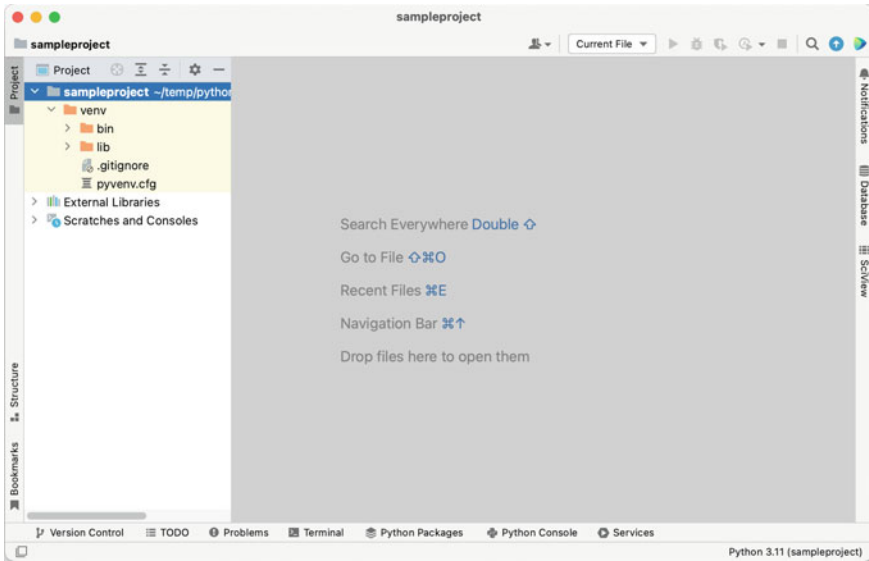 sampleproject
sampleproject
Current File
Project
Project
sampleproject ~/temp/python
venv
bin
lib
.gitignore
pyvenv.cfg
External Libraries
Scratches and Consoles
Search Everywhere Double ⇧
Go to File ⇧⌘O
Recent Files ⌘E
Navigation Bar ⌘↑
Drop files here to open them
Notifications
Database
SciView
Structure
Bookmarks
Version Control TODO Problems Terminal Python Packages Python Console Services
Python 3.11 (sampleproject)